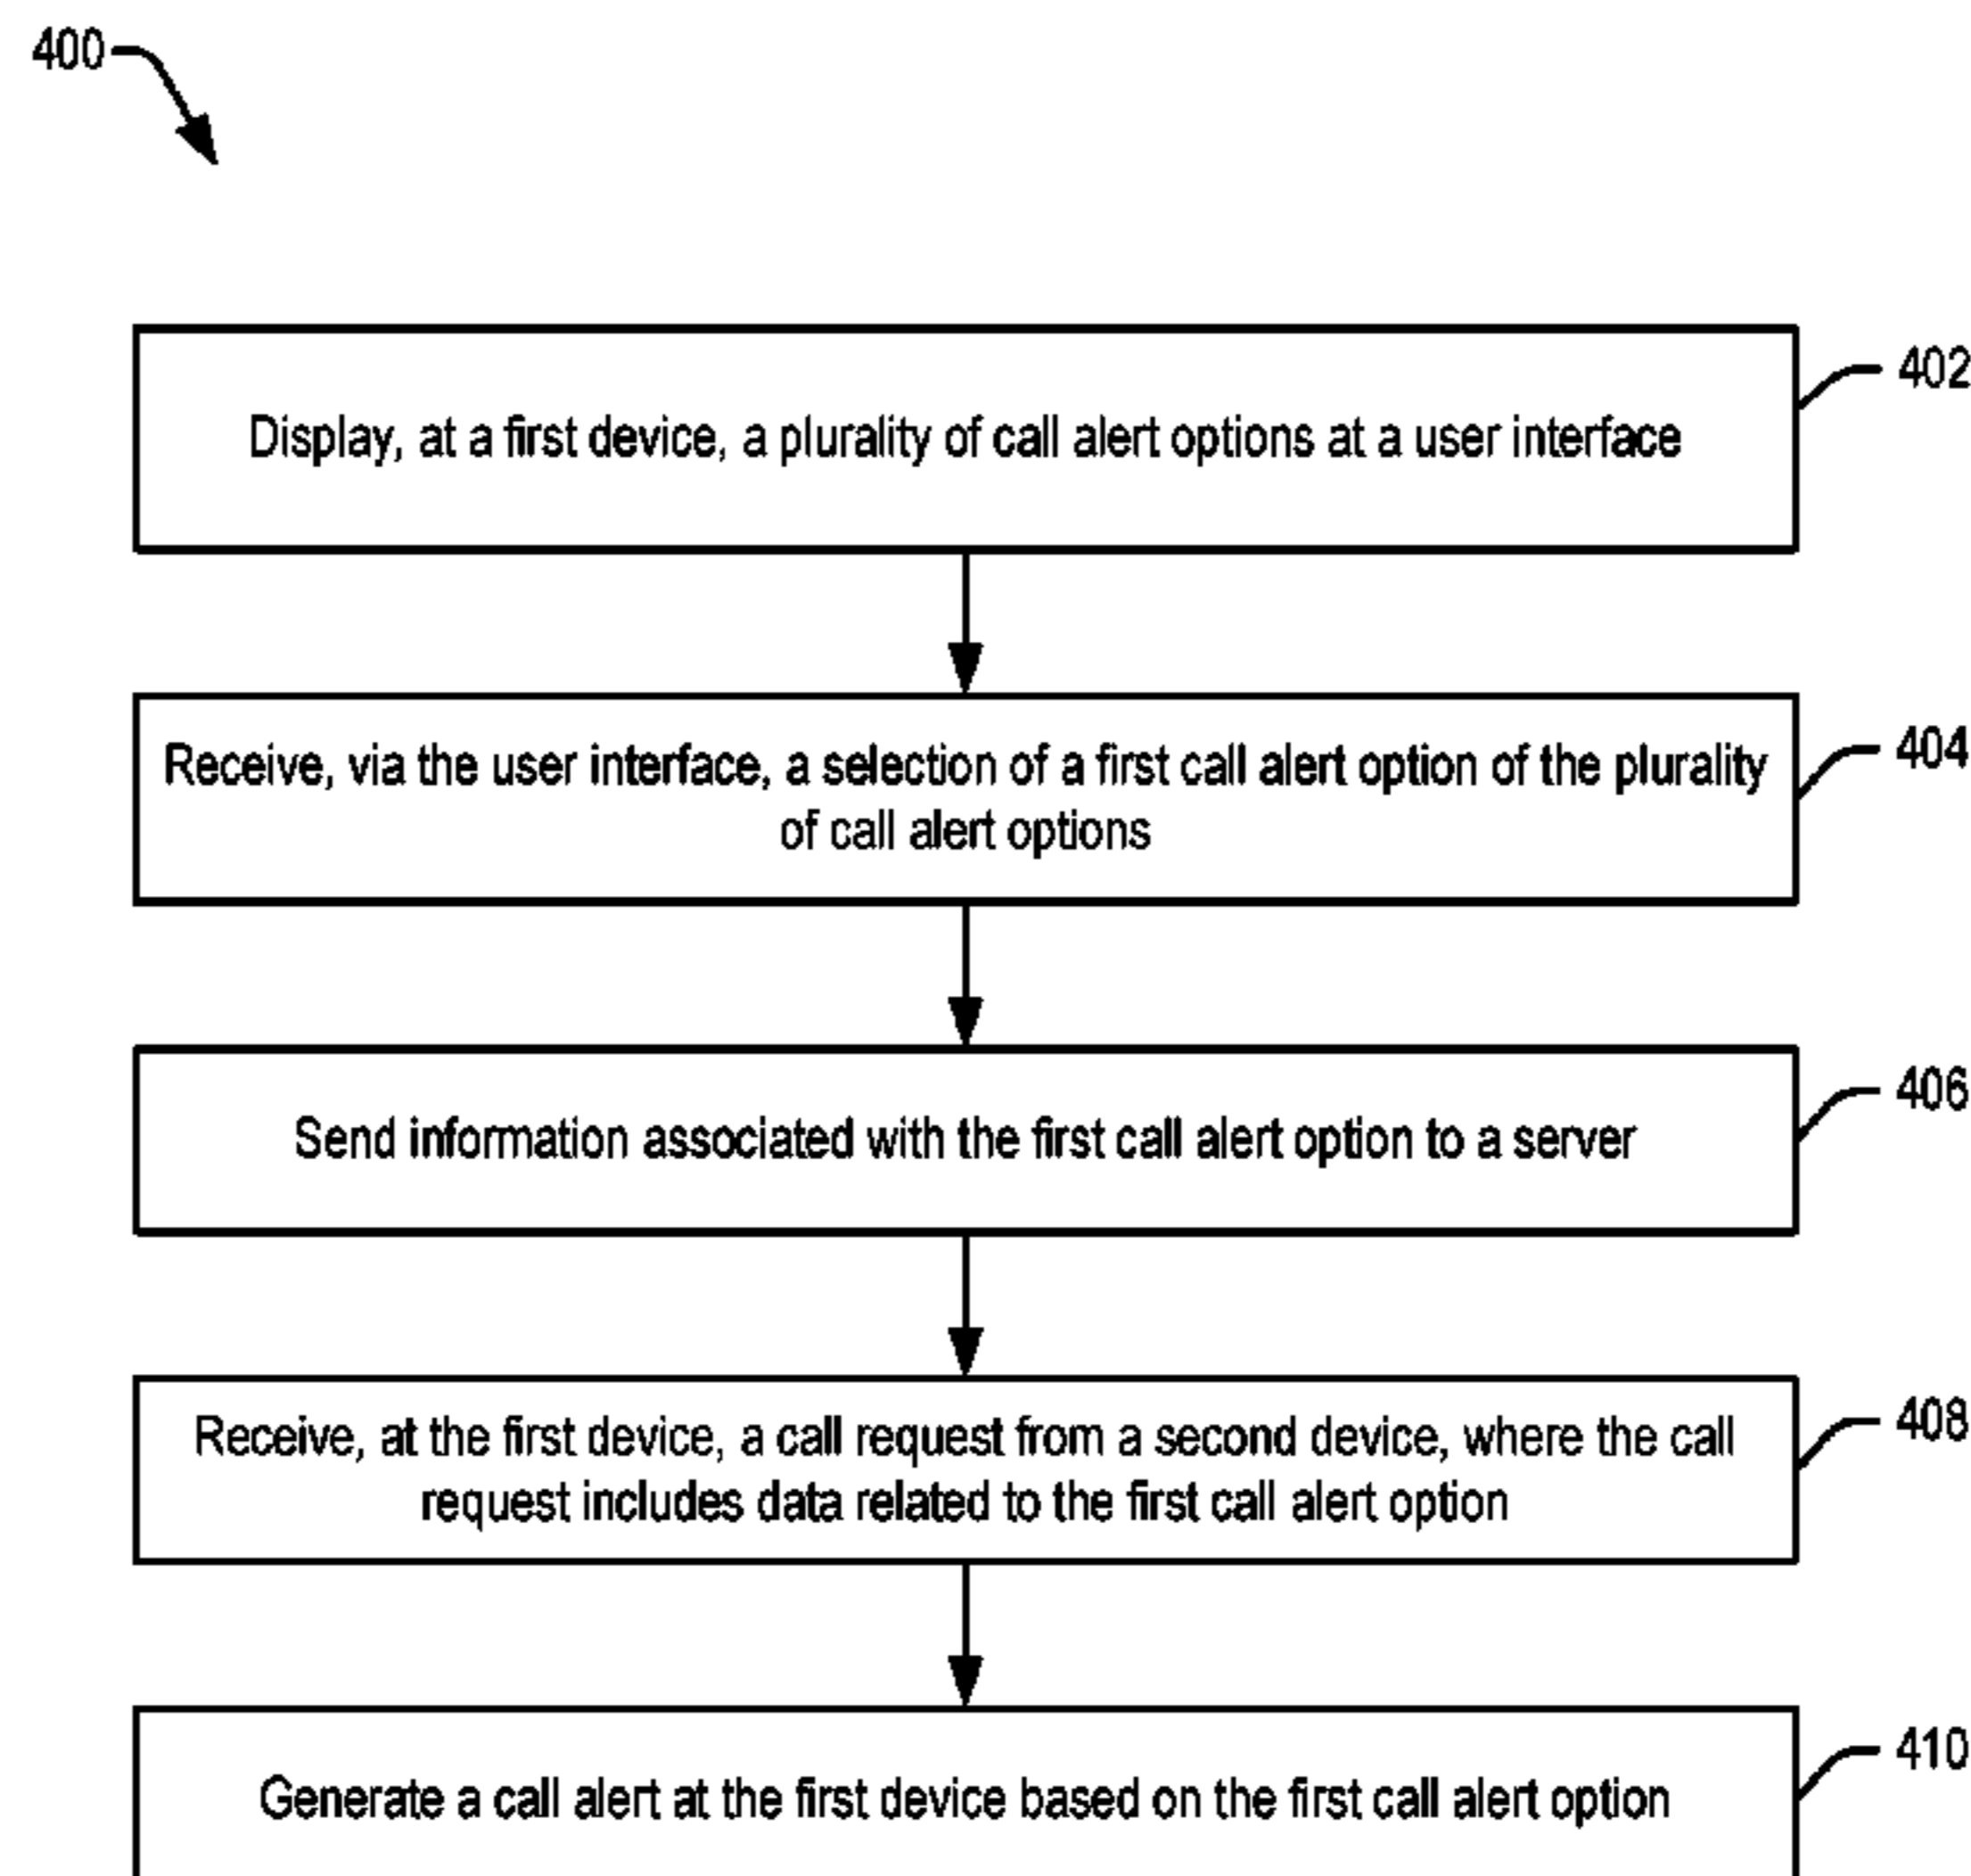 400
402
Display, at a first device, a plurality of call alert options at a user interface
404
Receive, via the user interface, a selection of a first call alert option of the plurality
of call alert options
406
Send information associated with the first call alert option to a server
408
Receive, at the first device, a call request from a second device, where the call
request includes data related to the first call alert option
410
Generate a call alert at the first device based on the first call alert option